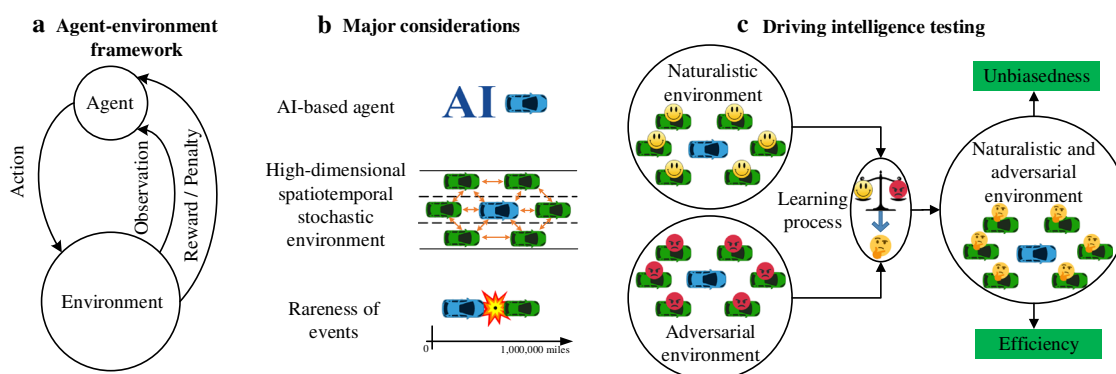 a Agent-environment
framework
Agent
Action
Observation
Reward / Penalty
Environment
b Major considerations
AI-based agent
AI
High-dimensional
spatiotemporal
stochastic
environment
Rareness of
events
0
1,000,000 miles
c Driving intelligence testing
Naturalistic
environment
Adversarial
environment
Learning
process
Unbiasedness
Naturalistic and
adversarial
environment
Efficiency